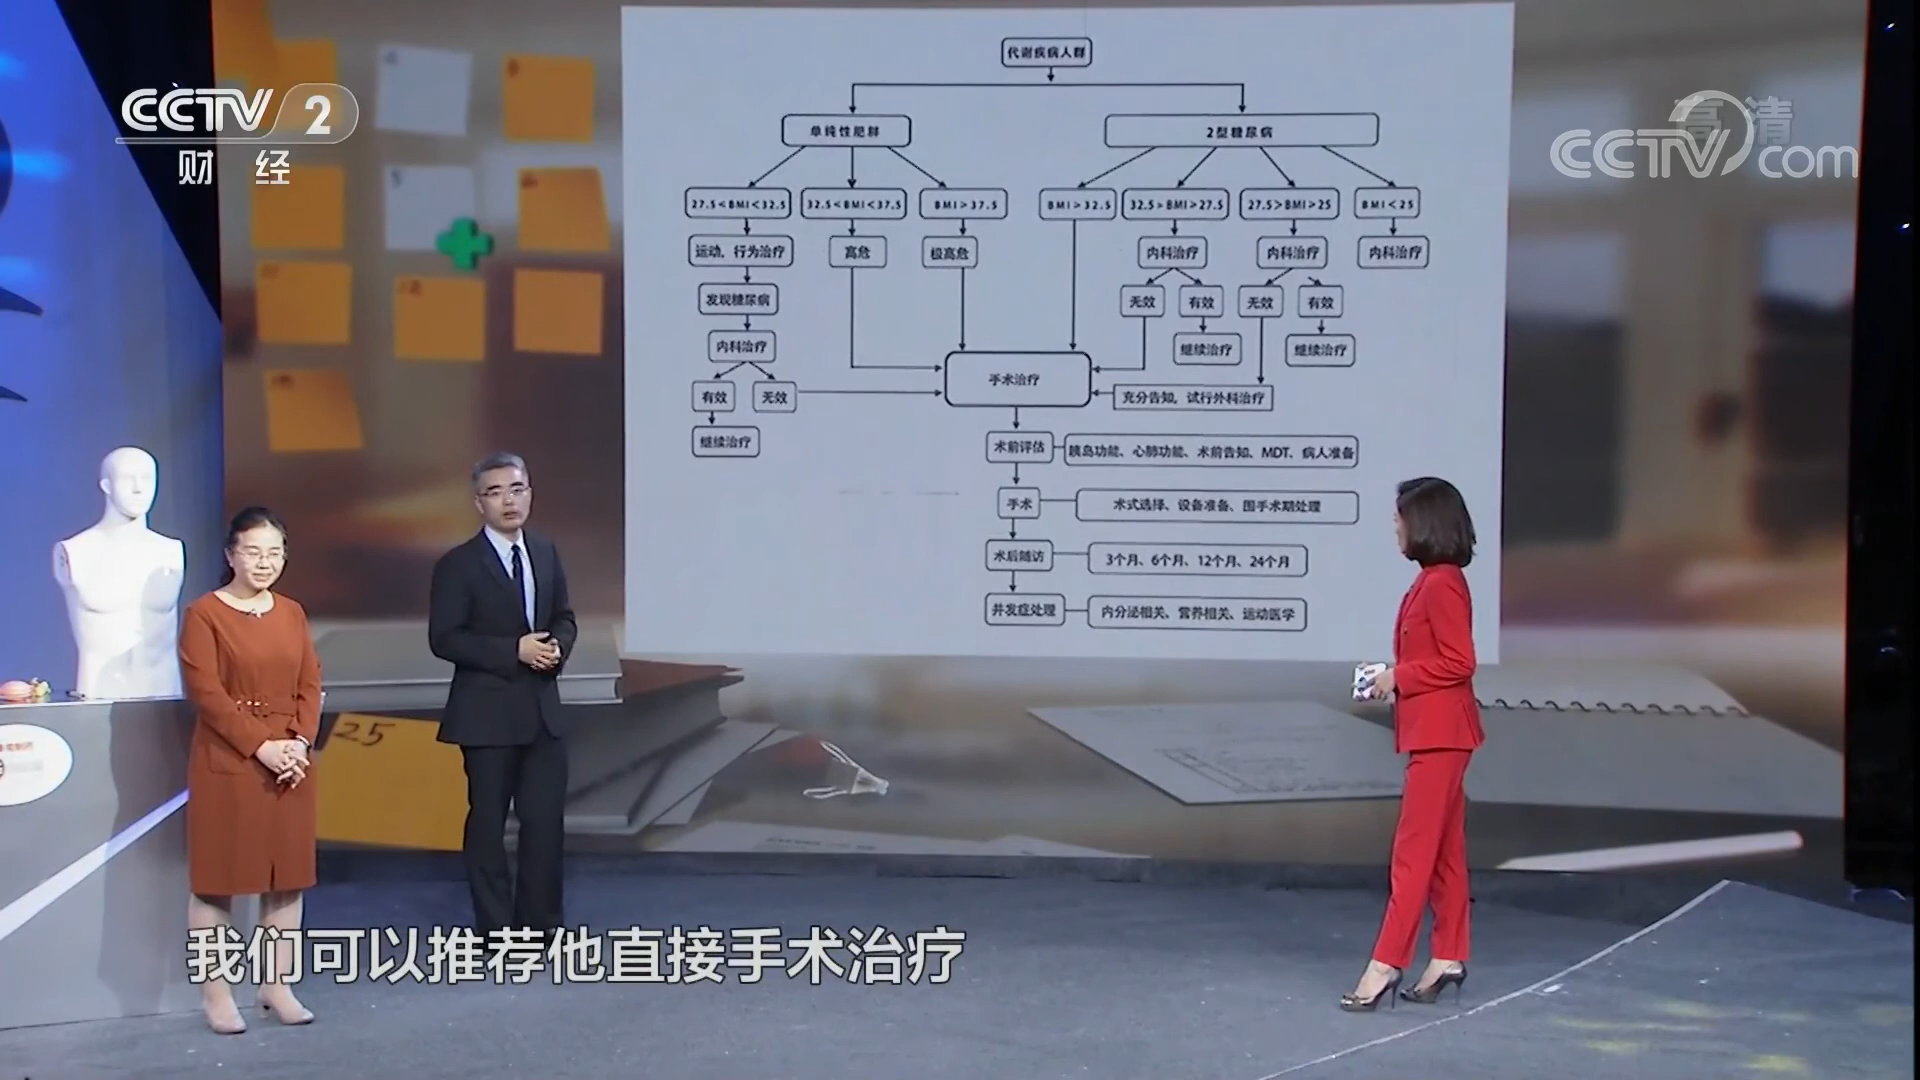 CCTV 2
财经
高清
CCTV.com
代谢疾病人群
单纯性肥胖
2型糖尿病
27.5<BMI<32.5
32.5<BMI<37.5
BMI>37.5
BMI>32.5
32.5>BMI>27.5
27.5>BMI>25
BMI<25
运动，行为治疗
高危
极高危
内科治疗
内科治疗
内科治疗
发现糖尿病
无效
有效
无效
有效
内科治疗
继续治疗
继续治疗
手术治疗
有效
无效
充分告知，试行外科治疗
继续治疗
术前评估
胰岛功能、心肺功能、术前告知、MDT、病人准备
手术
术式选择、设备准备、围手术期处理
术后随访
3个月、6个月、12个月、24个月
并发症处理
内分泌相关、营养相关、运动医学
25
我们可以推荐他直接手术治疗